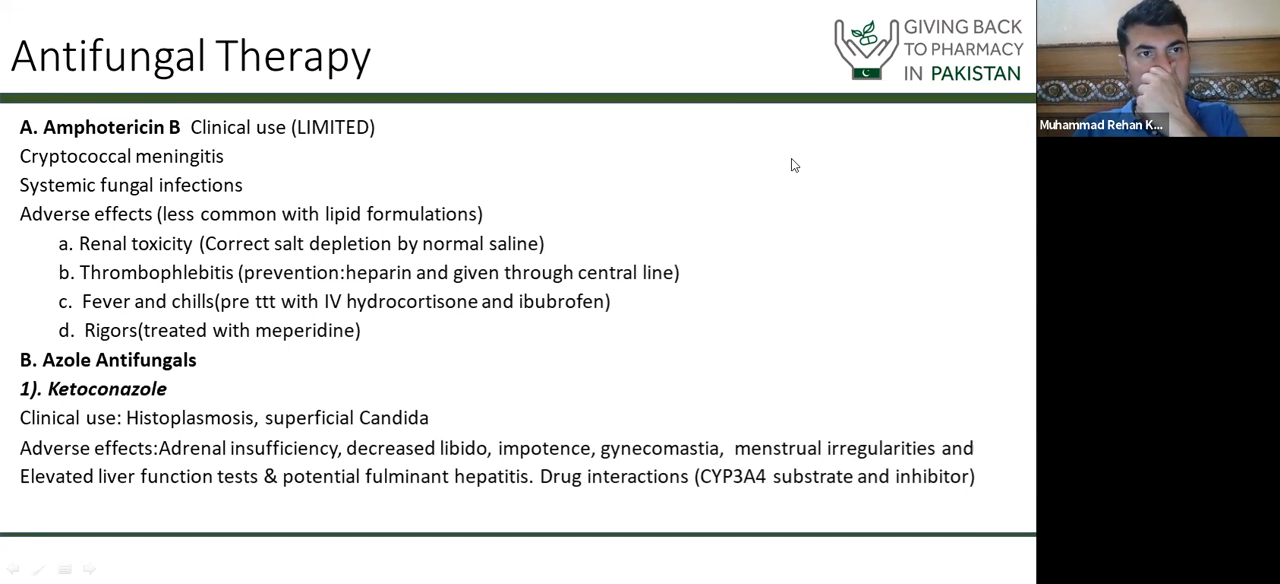 Antifungal Therapy
GIVING BACK
TO PHARMACY
IN PAKISTAN
Muhammad Rehan K...
A. Amphotericin B Clinical use (LIMITED)
Cryptococcal meningitis
Systemic fungal infections
Adverse effects (less common with lipid formulations)
a. Renal toxicity (Correct salt depletion by normal saline)
b. Thrombophlebitis (prevention:heparin and given through central line)
c. Fever and chills(pre ttt with IV hydrocortisone and ibubrofen)
d. Rigors(treated with meperidine)
B. Azole Antifungals
1). Ketoconazole
Clinical use: Histoplasmosis, superficial Candida
Adverse effects:Adrenal insufficiency, decreased libido, impotence, gynecomastia, menstrual irregularities and
Elevated liver function tests & potential fulminant hepatitis. Drug interactions (CYP3A4 substrate and inhibitor)